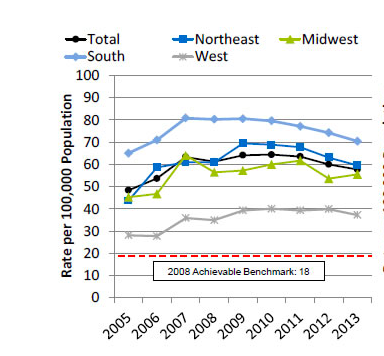 Total Northeast Midwest
South West
Rate per 100,000 Population
100
90
80
70
60
50
40
30
20
10
0
2008 Achievable Benchmark: 18
2005 2006 2007 2008 2009 2010 2011 2012 2013